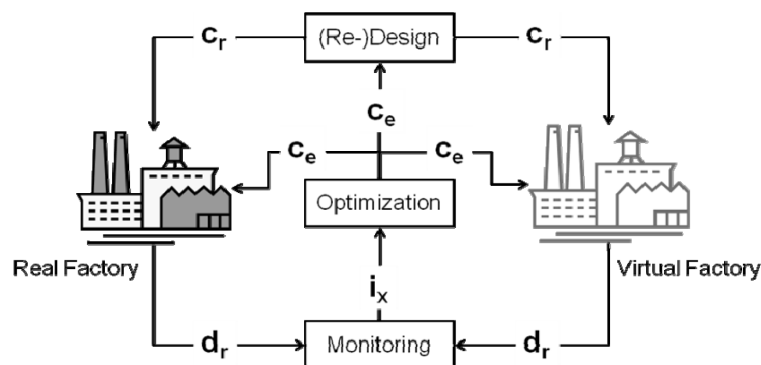 c_r (Re-)Design c_r
c_e
c_e c_e
Optimization
Real Factory Virtual Factory
i_x
d_r Monitoring d_r